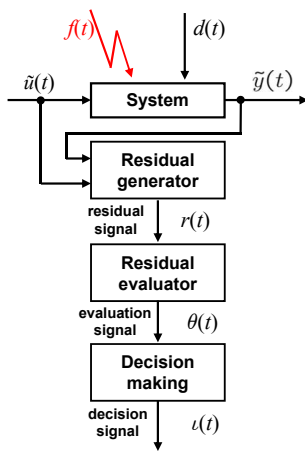 f(t)
d(t)
ũ(t)
System
ỹ(t)
Residual
generator
residual
signal
r(t)
Residual
evaluator
evaluation
signal
θ(t)
Decision
making
decision
signal
ι(t)